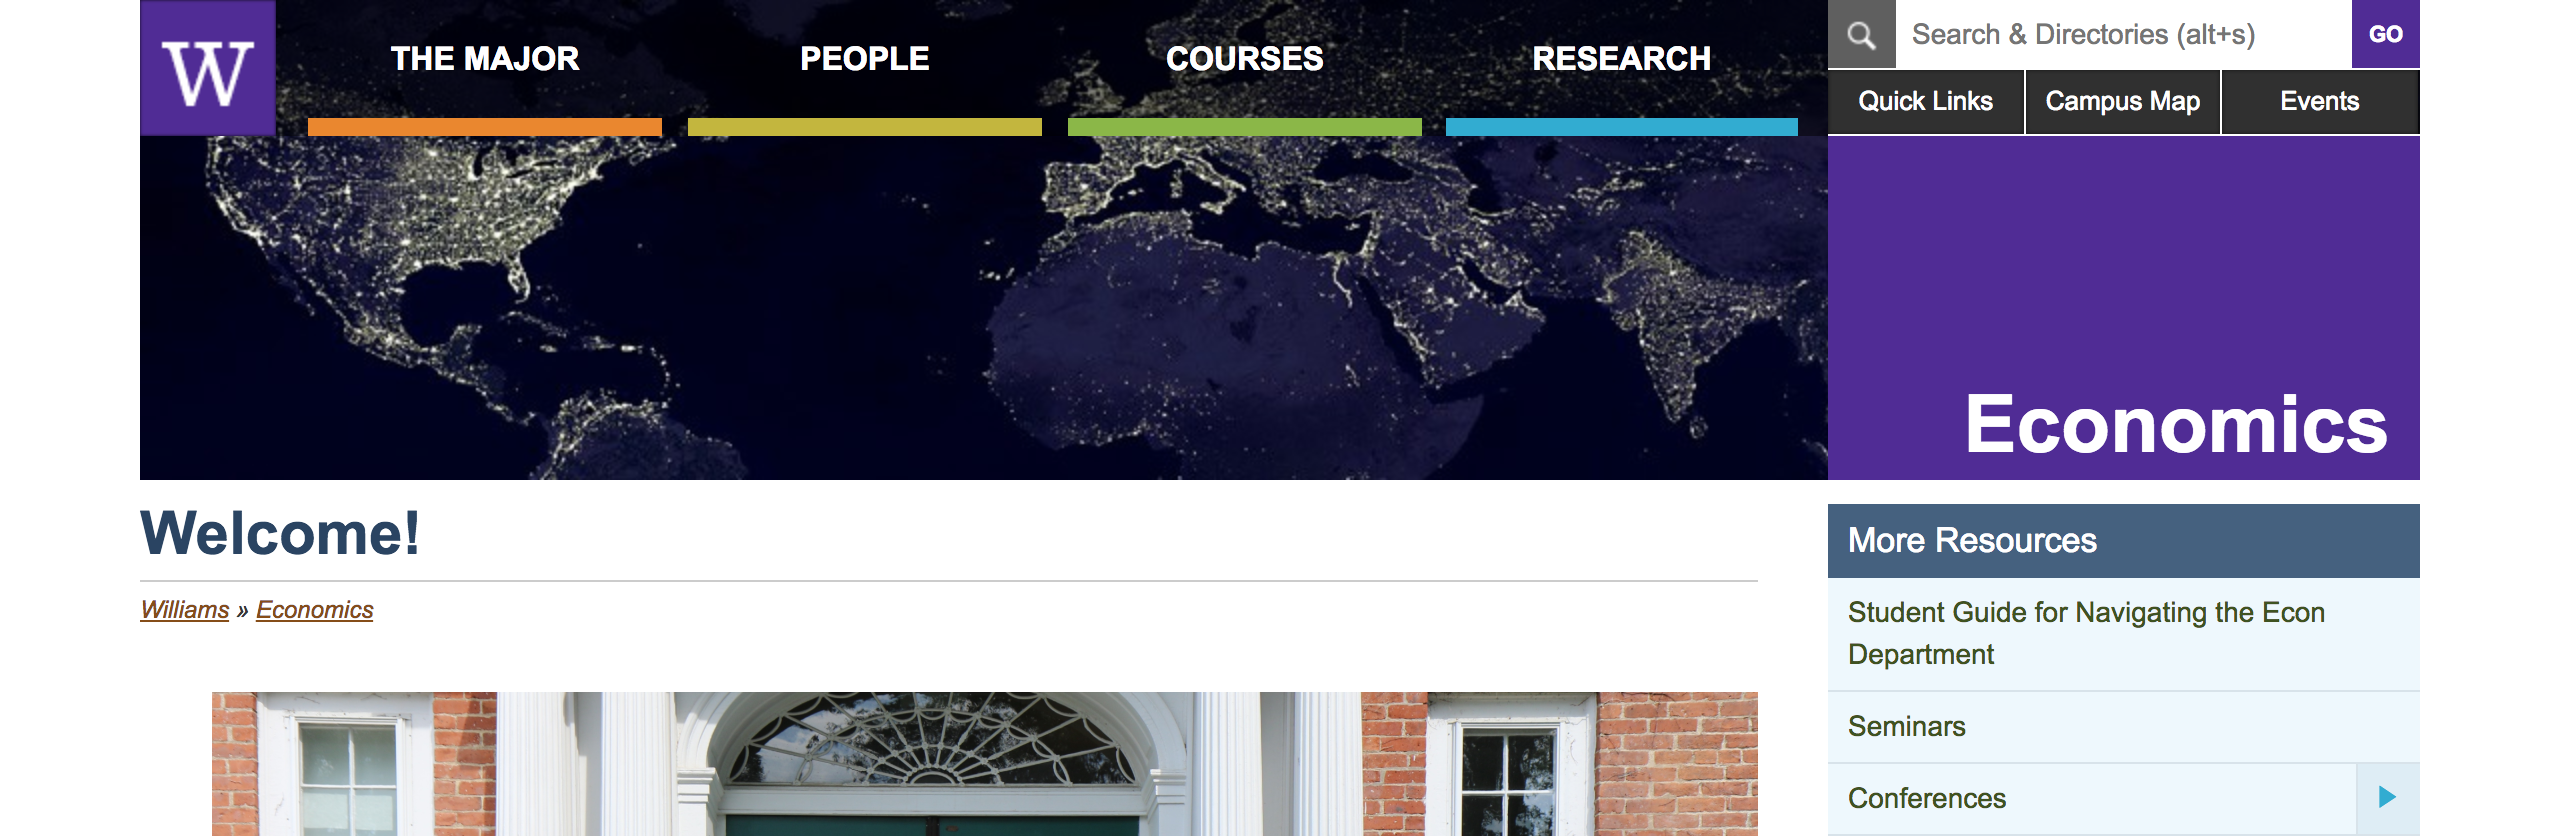 W
THE MAJOR
PEOPLE
COURSES
RESEARCH
Search & Directories (alt+s)
GO
Quick Links
Campus Map
Events
Economics
Welcome!
Williams » Economics
More Resources
Student Guide for Navigating the Econ
Department
Seminars
Conferences